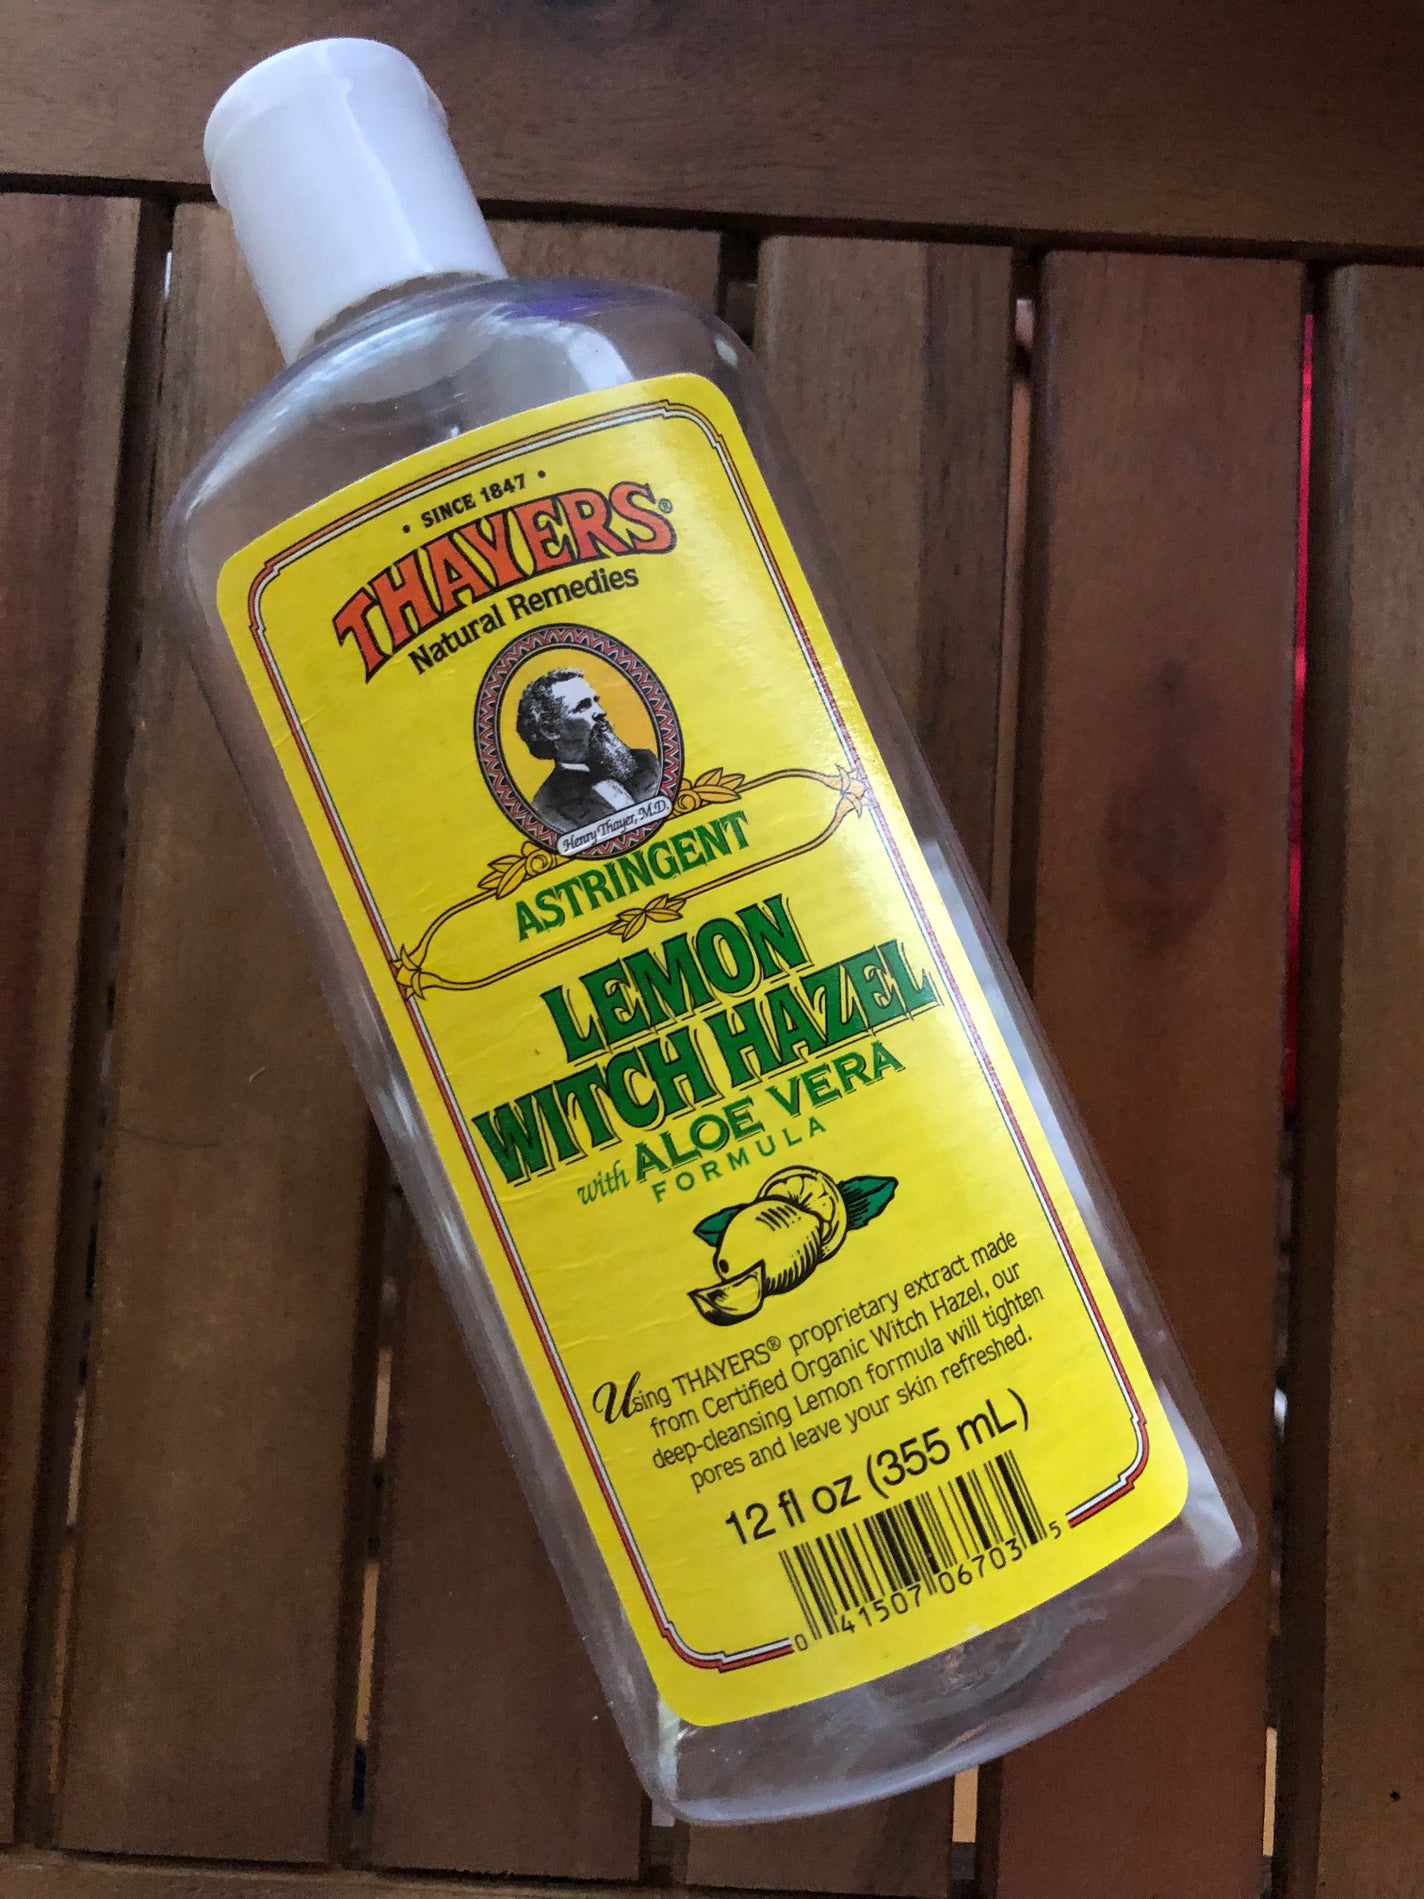 • SINCE 1847 •
THAYERS®
Natural Remedies
Henry Thayer, M.D.
ASTRINGENT
LEMON
WITCH HAZEL
with ALOE VERA
FORMULA
Using THAYERS® proprietary extract made
from Certified Organic Witch Hazel, our
deep-cleansing Lemon formula will tighten
pores and leave your skin refreshed.
12 fl oz (355 mL)
0 41507 06703 5